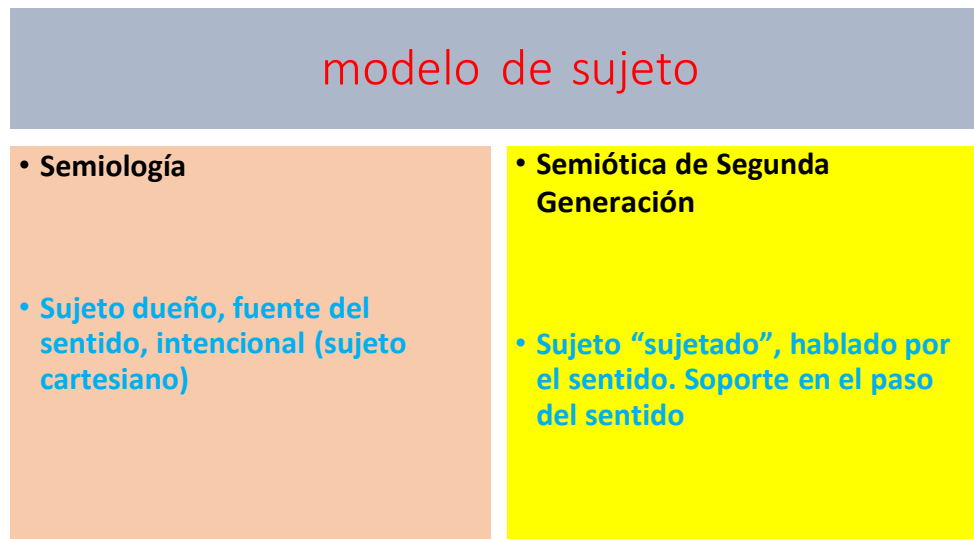 modelo de sujeto
• Semiología
• Sujeto dueño, fuente del
sentido, intencional (sujeto
cartesiano)
• Semiótica de Segunda
Generación
• Sujeto “sujetado”, hablado por
el sentido. Soporte en el paso
del sentido